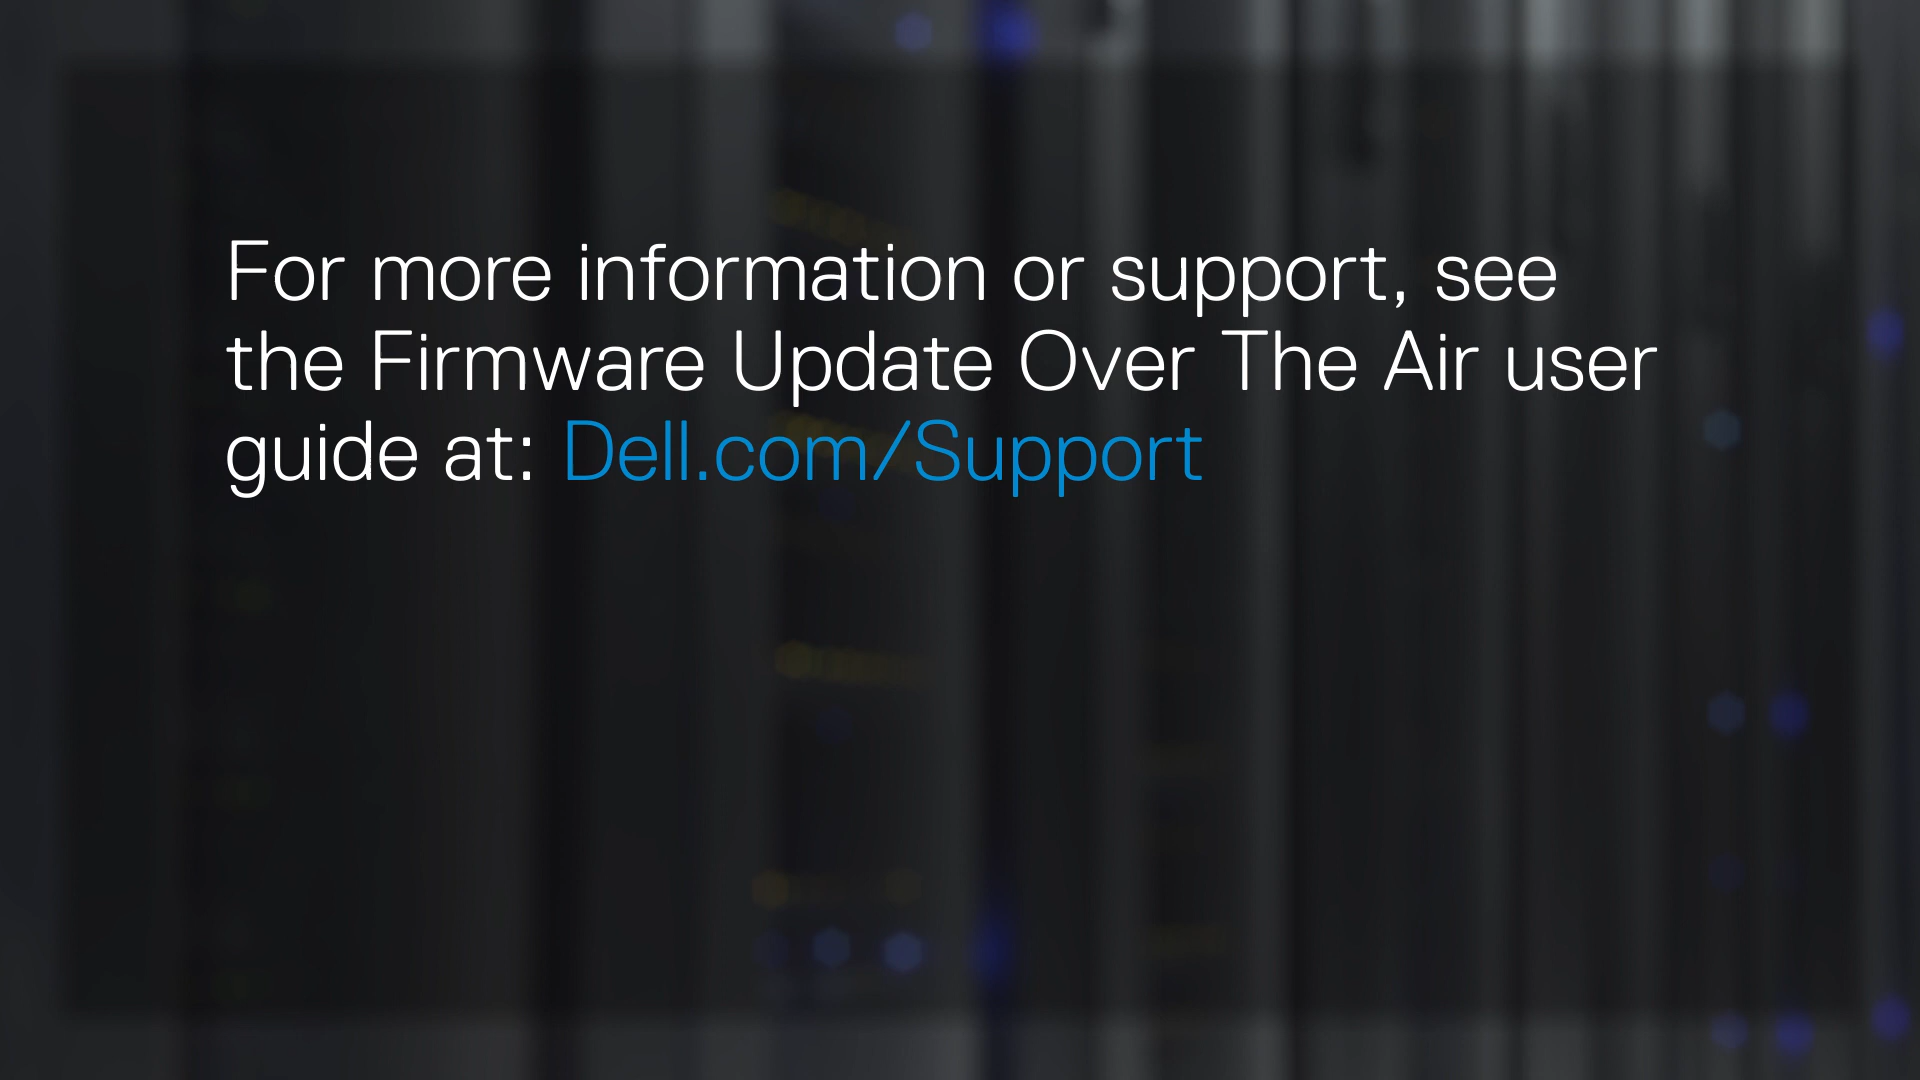 For more information or support, see
the Firmware Update Over The Air user
guide at: Dell.com/Support